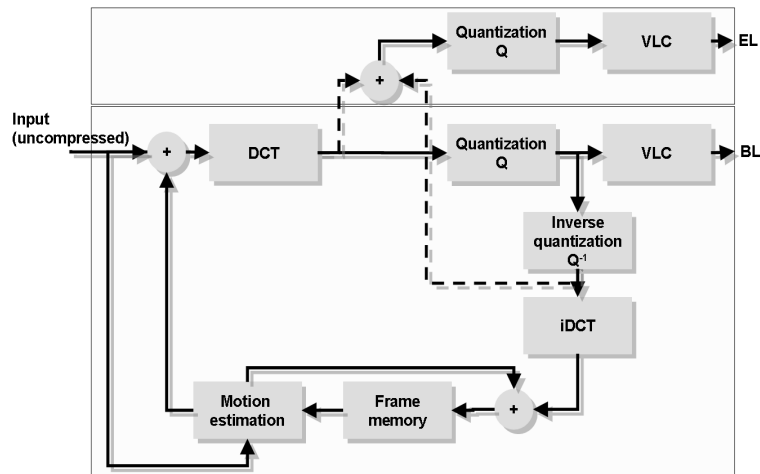 Quantization
Q
VLC
EL
+
Input
(uncompressed)
+
DCT
Quantization
Q
VLC
BL
Inverse
quantization
Q-1
iDCT
Motion
estimation
Frame
memory
+